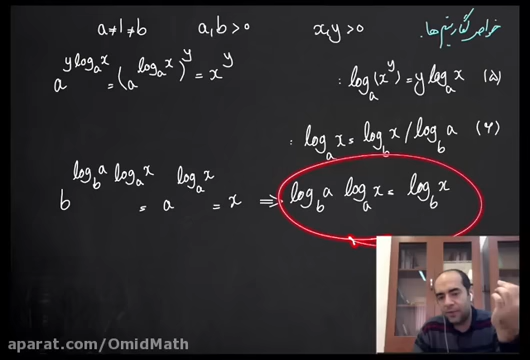 خواص لگاریتم ها:
a≠1≠b    a,b>0    x,y>0
(۵) log_a(x^y) = y log_a x :
a^{y log_a x} = (a^{log_a x})^y = x^y
(۶) log_a x = log_b x / log_b a :
b^{log_b a log_a x} = a^{log_a x} = x ⇒ log_b a log_a x = log_b x
aparat.com/OmidMath